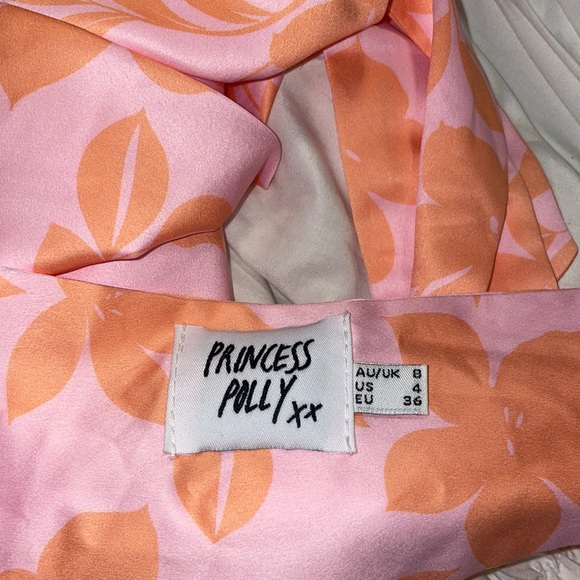 PRINCESS
POLLY xx
AU/UK 8
US 4
EU 36